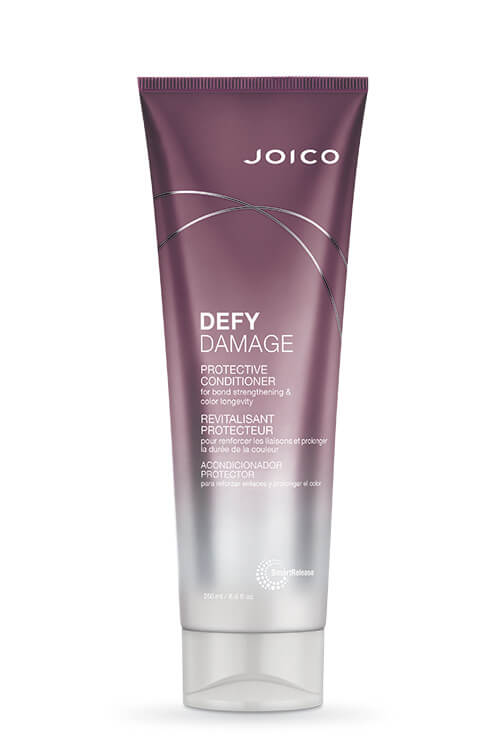 JOICO
DEFY
DAMAGE
PROTECTIVE
CONDITIONER
for bond strengthening &
color longevity
REVITALISANT
PROTECTEUR
pour renforcer les liaisons et prolonger
la durée de la couleur
ACONDICIONADOR
PROTECTOR
para reforzar enlaces y prolongar el color
SmartRelease
250 ml / 8.5 fl oz